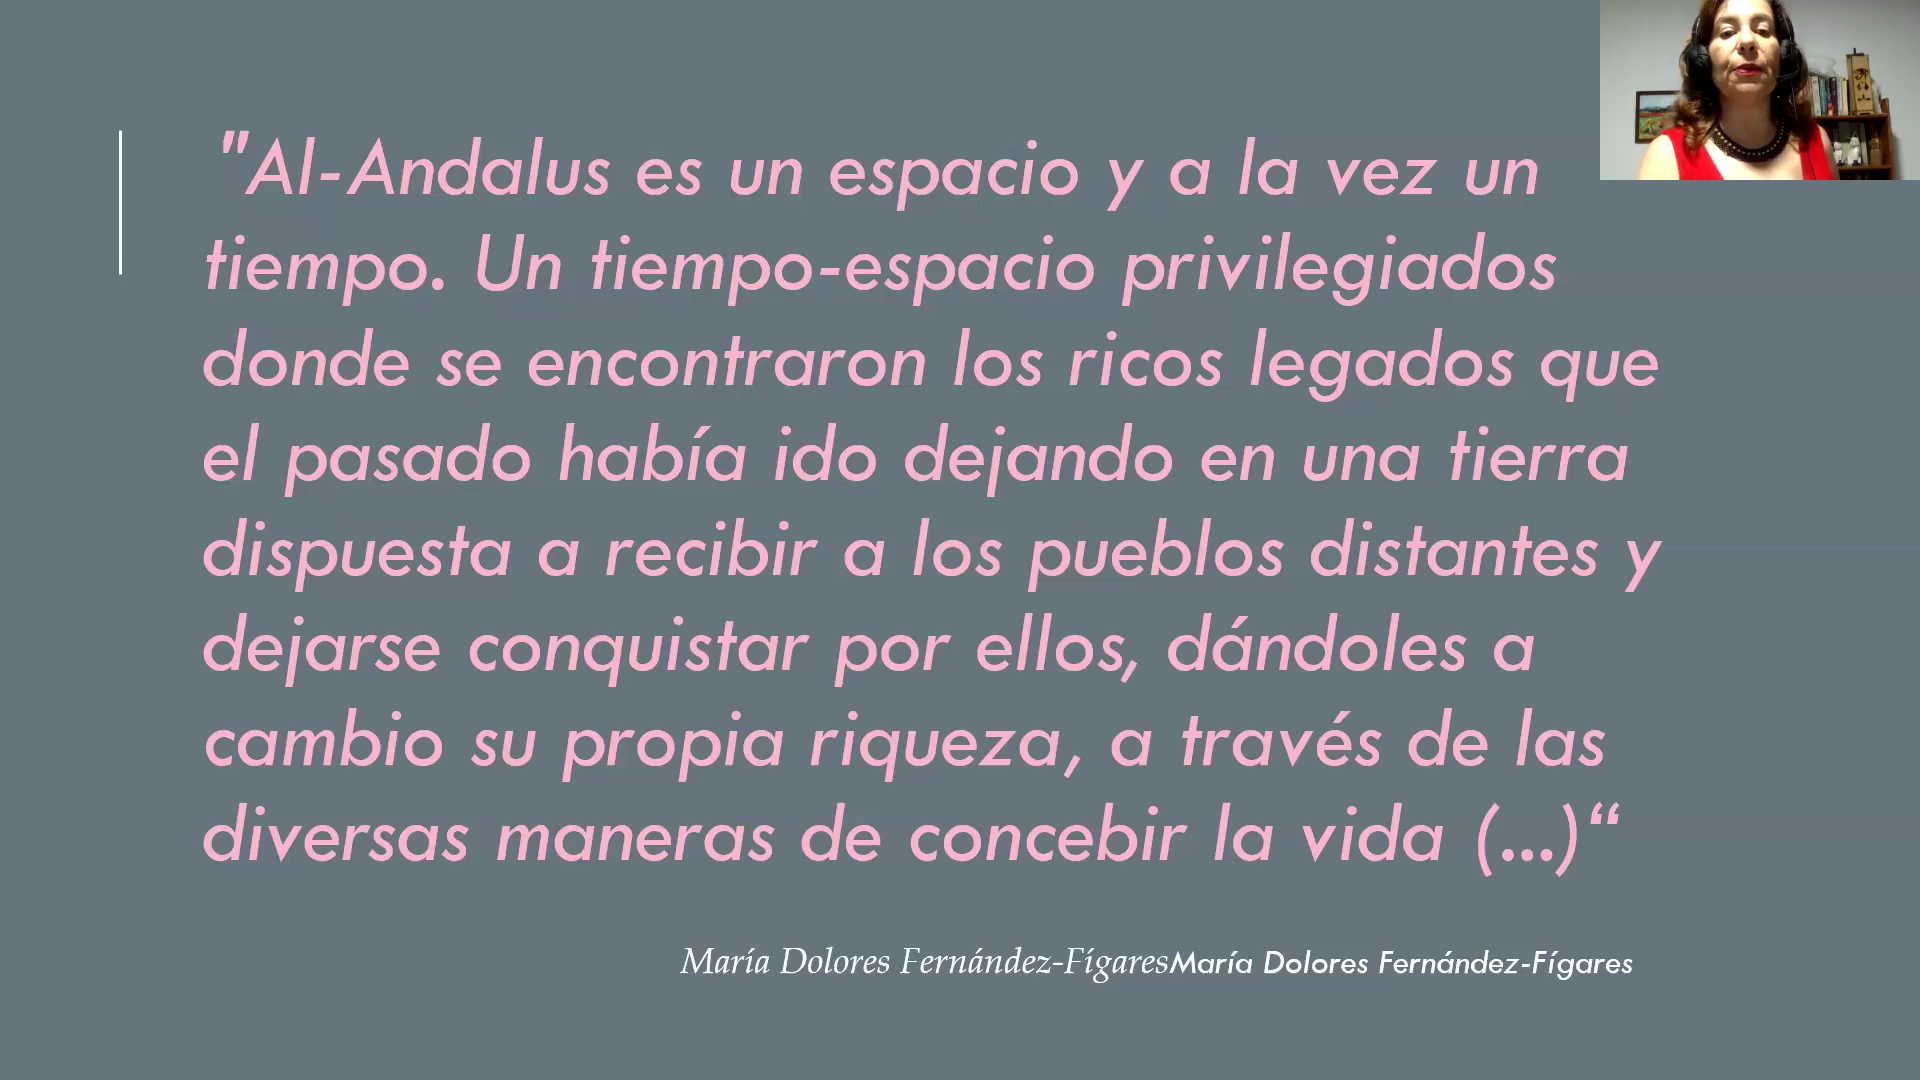 "Al-Andalus es un espacio y a la vez un
tiempo. Un tiempo-espacio privilegiados
donde se encontraron los ricos legados que
el pasado había ido dejando en una tierra
dispuesta a recibir a los pueblos distantes y
dejarse conquistar por ellos, dándoles a
cambio su propia riqueza, a través de las
diversas maneras de concebir la vida (...)“
María Dolores Fernández-FígaresMaría Dolores Fernández-Fígares